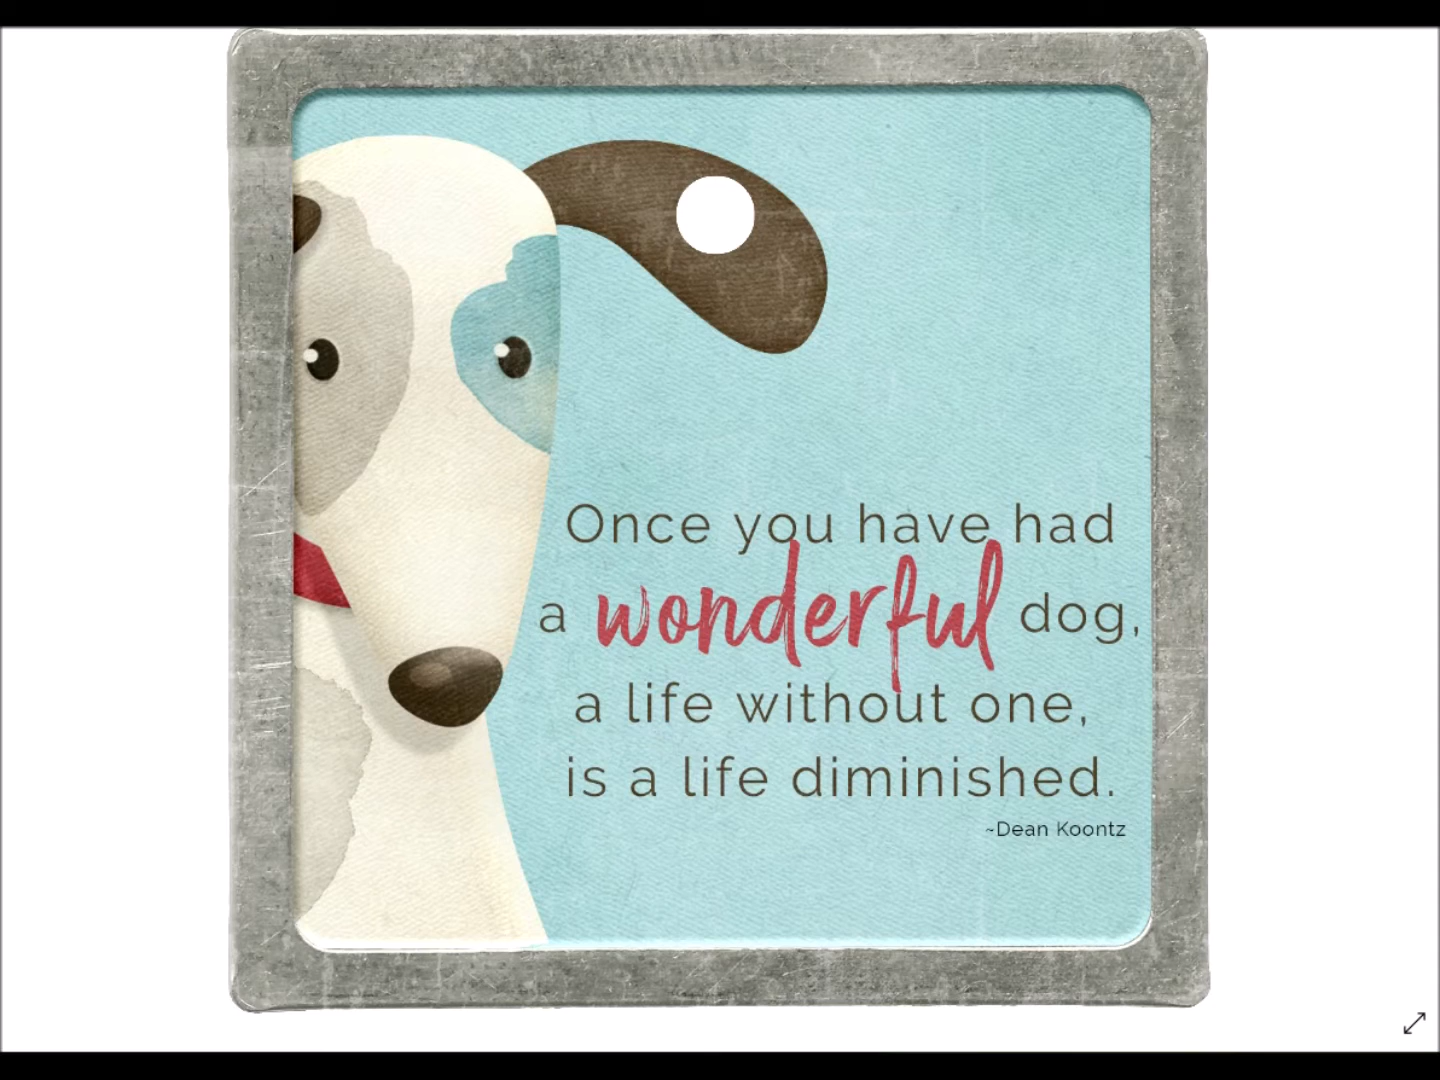 Once you have had
a wonderful dog,
a life without one,
is a life diminished.
~Dean Koontz